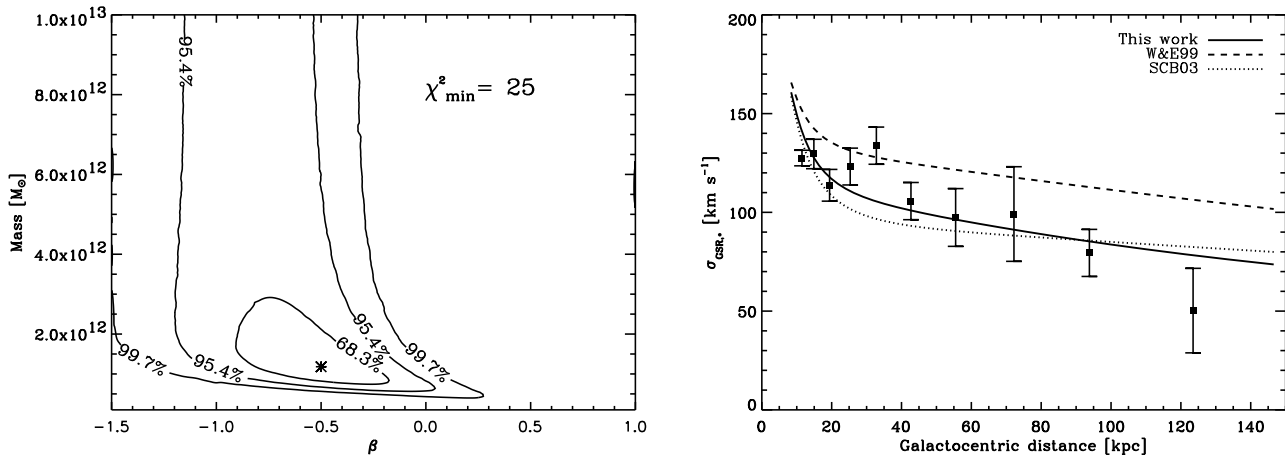 1.0x10¹³
8.0x10¹²
6.0x10¹²
4.0x10¹²
2.0x10¹²
Mass [M⊙]
95.4%
χ²min= 25
99.7%
95.4%
68.3%
95.4%
99.7%
−1.5 −1.0 −0.5 0.0 0.5 1.0
β
200
150
100
50
0
σGSR,* [km s⁻¹]
This work
W&E99
SCB03
0 20 40 60 80 100 120 140
Galactocentric distance [kpc]